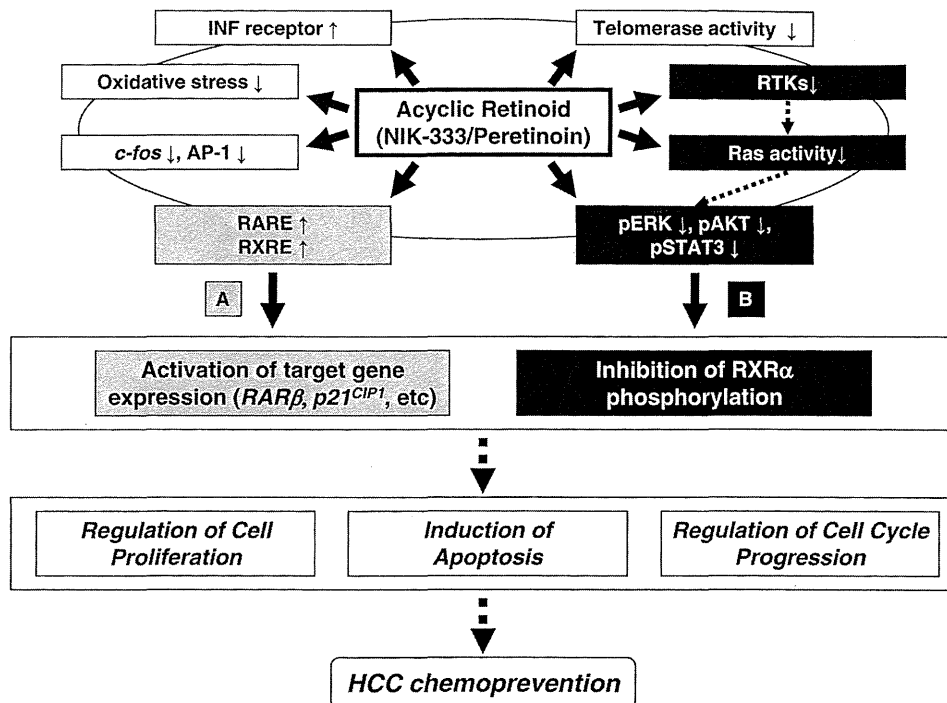 INF receptor ↑
Telomerase activity ↓
Oxidative stress ↓
Acyclic Retinoid
(NIK-333/Peretinoin)
RTKs↓
c-fos ↓, AP-1 ↓
Ras activity↓
RARE ↑
RXRE ↑
pERK ↓, pAKT ↓,
pSTAT3 ↓
A
B
Activation of target gene
expression (RARβ, p21^CIP1, etc)
Inhibition of RXRα
phosphorylation
Regulation of Cell
Proliferation
Induction of
Apoptosis
Regulation of Cell Cycle
Progression
HCC chemoprevention